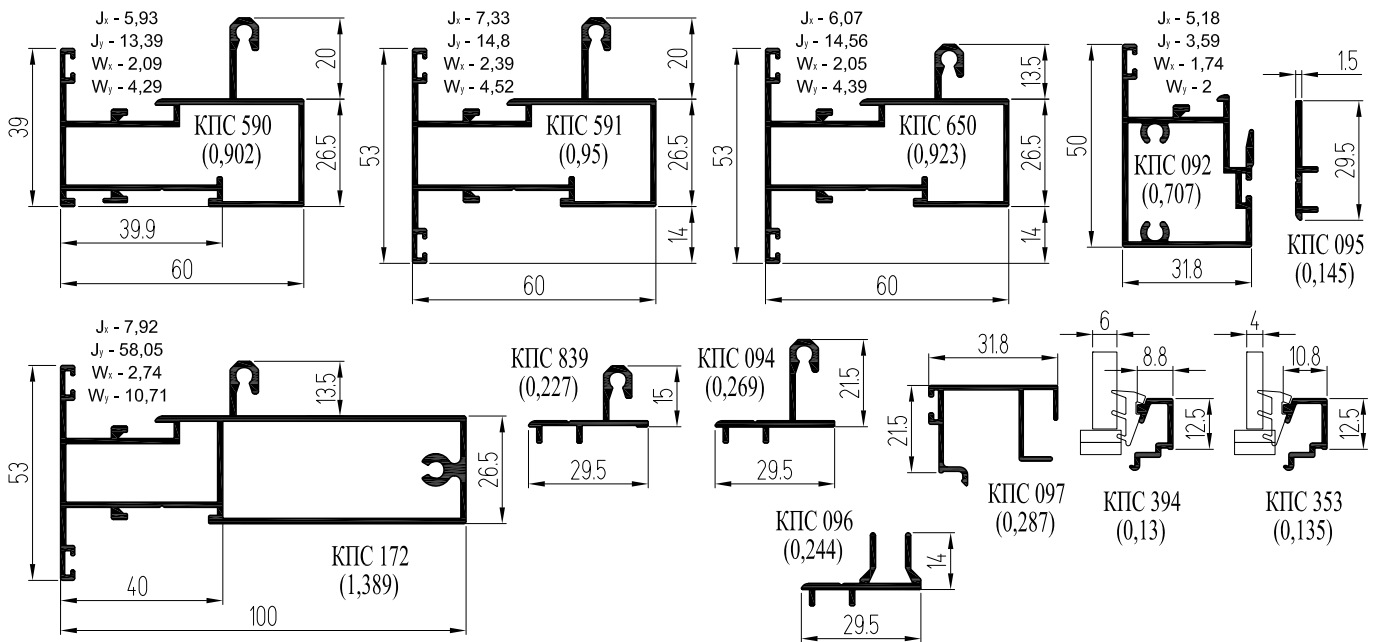 Jx - 5,93
Jy - 13,39
Wx - 2,09
Wy - 4,29
39
20
26.5
КПС 590
(0,902)
39.9
60
Jx - 7,33
Jy - 14,8
Wx - 2,39
Wy - 4,52
53
20
26.5
14
КПС 591
(0,95)
60
Jx - 6,07
Jy - 14,56
Wx - 2,05
Wy - 4,39
53
13.5
26.5
14
КПС 650
(0,923)
60
Jx - 5,18
Jy - 3,59
Wx - 1,74
Wy - 2
50
КПС 092
(0,707)
31.8
1.5
29.5
КПС 095
(0,145)
Jx - 7,92
Jy - 58,05
Wx - 2,74
Wy - 10,71
53
13.5
26.5
КПС 172
(1,389)
40
100
КПС 839
(0,227)
15
29.5
КПС 094
(0,269)
21.5
29.5
КПС 096
(0,244)
14
29.5
31.8
21.5
КПС 097
(0,287)
6
8.8
12.5
КПС 394
(0,13)
4
10.8
12.5
КПС 353
(0,135)